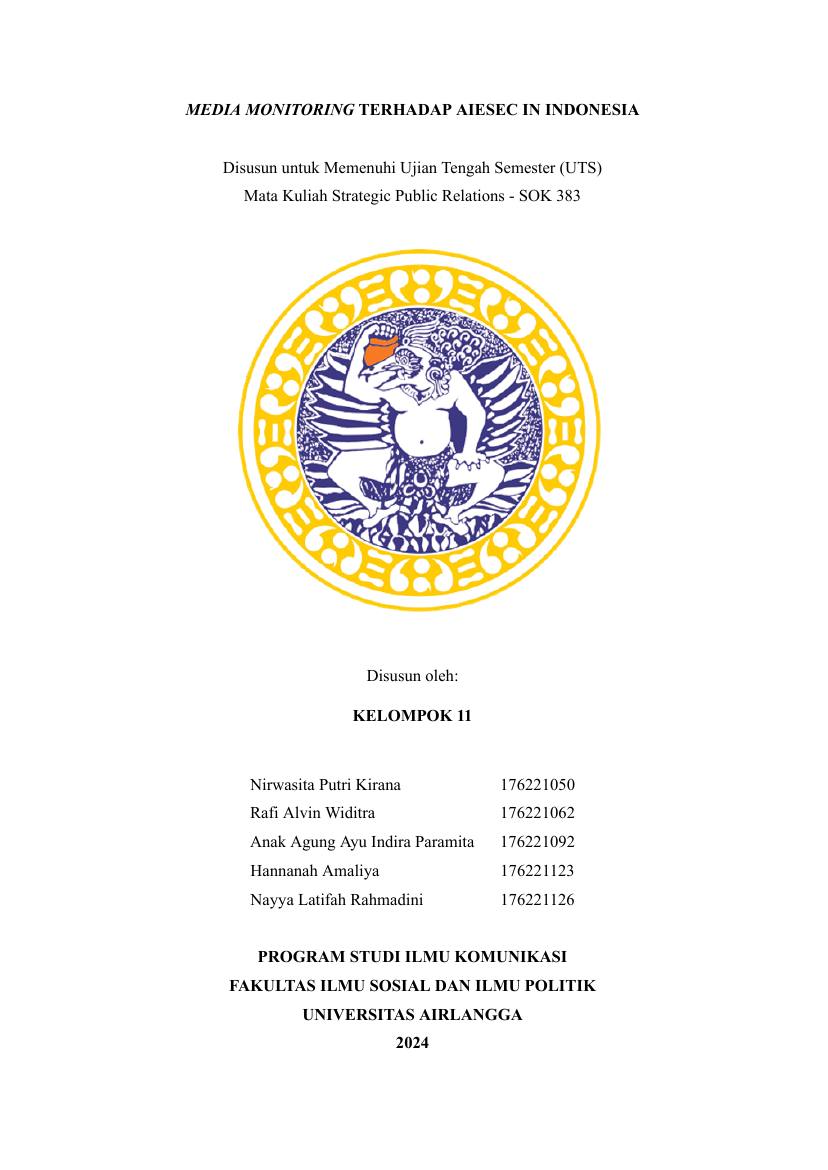 MEDIA MONITORING TERHADAP AIESEC IN INDONESIA
Disusun untuk Memenuhi Ujian Tengah Semester (UTS)
Mata Kuliah Strategic Public Relations - SOK 383
Disusun oleh:
KELOMPOK 11
Nirwasita Putri Kirana 176221050
Rafi Alvin Widitra 176221062
Anak Agung Ayu Indira Paramita 176221092
Hannanah Amaliya 176221123
Nayya Latifah Rahmadini 176221126
PROGRAM STUDI ILMU KOMUNIKASI
FAKULTAS ILMU SOSIAL DAN ILMU POLITIK
UNIVERSITAS AIRLANGGA
2024